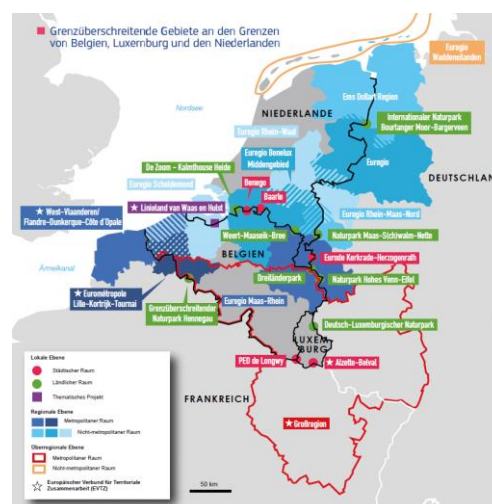 Grenzüberschreitende Gebiete an den Grenzen
von Belgien, Luxemburg und den Niederlanden
Euregio
Waddeneilanden
Nordsee
Ems Dollart Region
NIEDERLANDE
Internationaler Naturpark
Bourtanger Moor-Bargerveen
Euregio Rhein-Waal
Euregio Benelux
Middengebied
Euregio
De Zoom – Kalmthouse Heide
Benego
Baarle
DEUTSCHLAND
Euregio Scheldemond
Linieland van Waas en Hulst
West-Vlaanderen/
Flandre-Dunkerque-Côte d'Opale
Euregio Rhein-Maas-Nord
Weert-Maaseik-Bree
Naturpark Maas-Schwalm-Nette
BELGIEN
Eurode Kerkrade-Herzogenrath
Ärmelkanal
Dreiländerpark
Naturpark Hohes Venn-Eifel
Eurométropole
Lille-Kortrijk-Tournai
Grenzüberschreitender
Naturpark Hennegau
Euregio Maas-Rhein
Deutsch-Luxemburgischer Naturpark
LUXEM
BURG
PED de Longwy
Alzette-Belval
FRANKREICH
Großregion
Lokale Ebene
Städtischer Raum
Ländlicher Raum
Thematisches Projekt
Regionale Ebene
Metropolitaner Raum
Nicht-metropolitaner Raum
Überregionale Ebene
Metropolitaner Raum
Nicht-metropolitaner Raum
Europäischer Verbund für Territoriale
Zusammenarbeit (EVTZ)
50 km